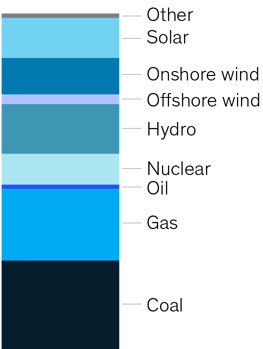 Other
Solar
Onshore wind
Offshore wind
Hydro
Nuclear
Oil
Gas
Coal